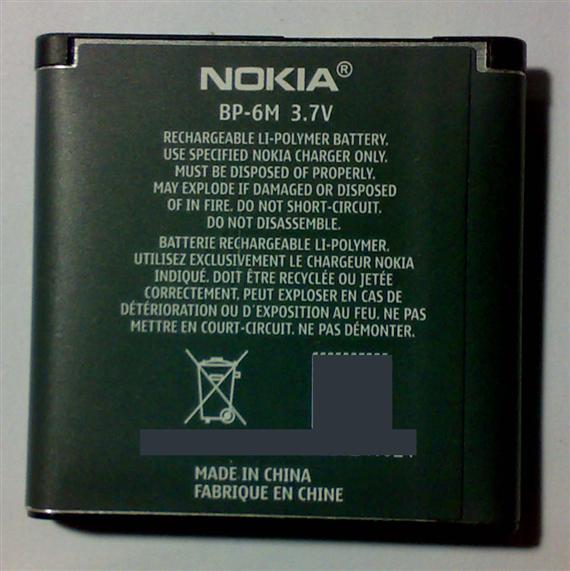 NOKIA®
BP-6M 3.7V
RECHARGEABLE LI-POLYMER BATTERY.
USE SPECIFIED NOKIA CHARGER ONLY.
MUST BE DISPOSED OF PROPERLY.
MAY EXPLODE IF DAMAGED OR DISPOSED
OF IN FIRE. DO NOT SHORT-CIRCUIT.
DO NOT DISASSEMBLE.
BATTERIE RECHARGEABLE LI-POLYMER.
UTILISEZ EXCLUSIVEMENT LE CHARGEUR NOKIA
INDIQUÉ. DOIT ÊTRE RECYCLÉE OU JETÉE
CORRECTEMENT. PEUT EXPLOSER EN CAS DE
DÉTÉRIORATION OU D'EXPOSITION AU FEU. NE PAS
METTRE EN COURT-CIRCUIT. NE PAS DÉMONTER.
MADE IN CHINA
FABRIQUE EN CHINE